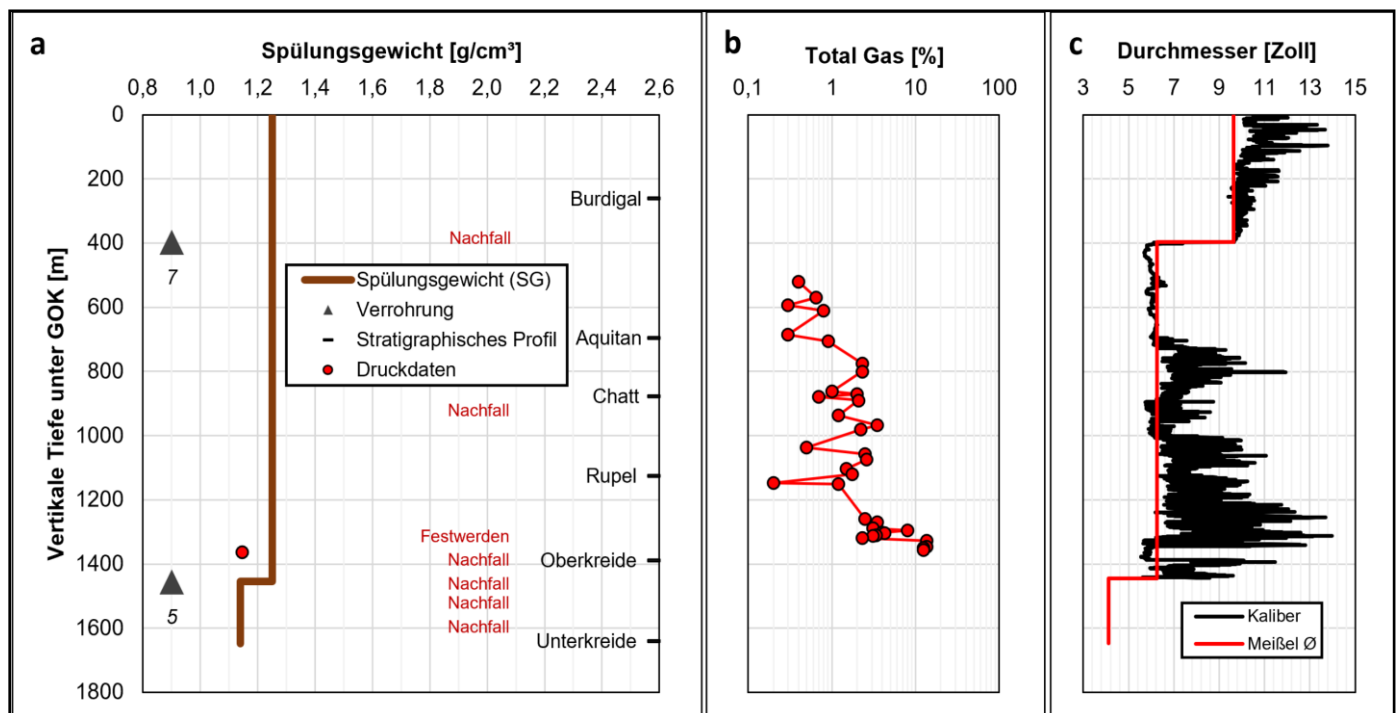 a
Spülungsgewicht [g/cm³]
0,8 1,0 1,2 1,4 1,6 1,8 2,0 2,2 2,4 2,6
Vertikale Tiefe unter GOK [m]
0
200
400
600
800
1000
1200
1400
1600
1800
7
5
Spülungsgewicht (SG)
Verrohrung
Stratigraphisches Profil
Druckdaten
Nachfall
Nachfall
Festwerden
Nachfall
Nachfall
Nachfall
Nachfall
Burdigal
Aquitan
Chatt
Rupel
Oberkreide
Unterkreide
b
Total Gas [%]
0,1 1 10 100
c
Durchmesser [Zoll]
3 5 7 9 11 13 15
Kaliber
Meißel Ø